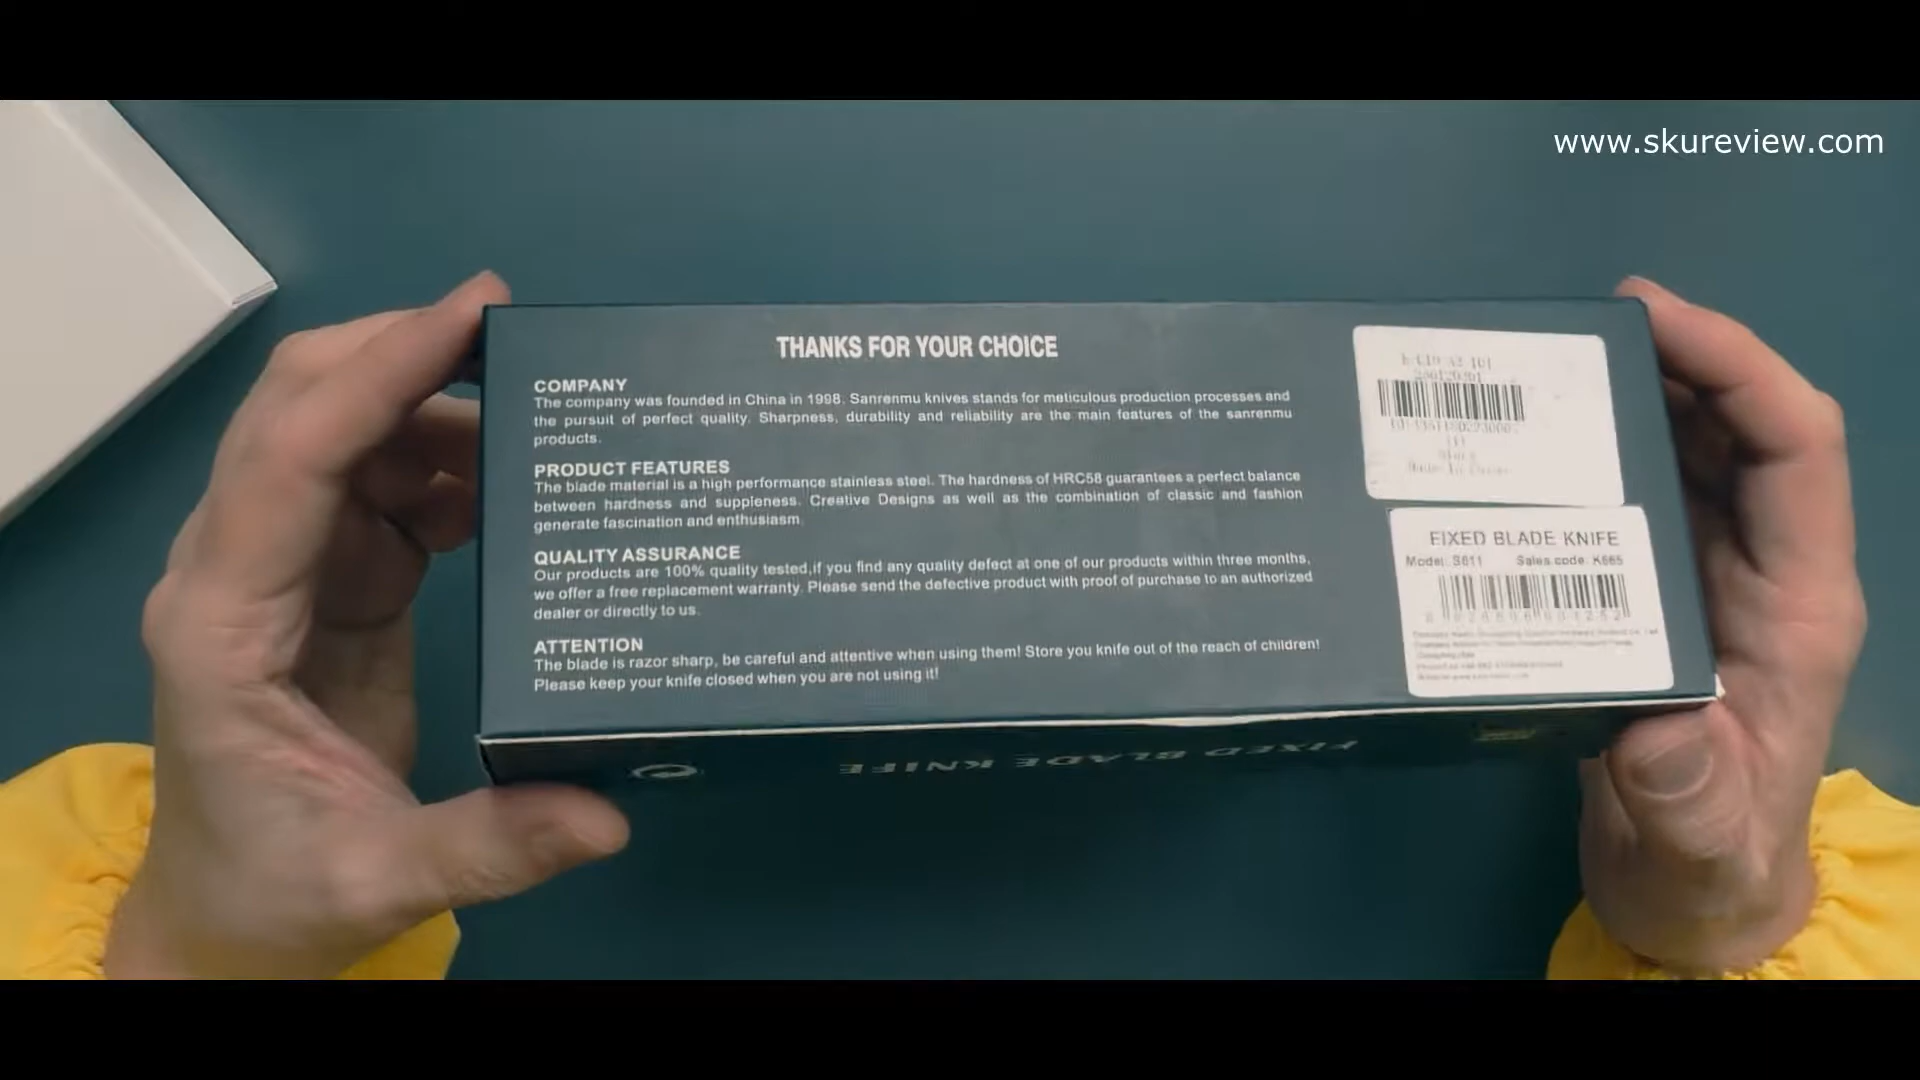 www.skureview.com
THANKS FOR YOUR CHOICE
COMPANY
The company was founded in China in 1998. Sanrenmu knives stands for meticulous production processes and
the pursuit of perfect quality. Sharpness, durability and reliability are the main features of the sanrenmu
products.
PRODUCT FEATURES
The blade material is a high performance stainless steel. The hardness of HRC58 guarantees a perfect balance
between hardness and suppleness. Creative Designs as well as the combination of classic and fashion
generate fascination and enthusiasm.
QUALITY ASSURANCE
Our products are 100% quality tested,if you find any quality defect at one of our products within three months,
we offer a free replacement warranty. Please send the defective product with proof of purchase to an authorized
dealer or directly to us.
ATTENTION
The blade is razor sharp, be careful and attentive when using them! Store you knife out of the reach of children!
Please keep your knife closed when you are not using it!
FIXED BLADE KNIFE
Model: S611 Sales code: K665
FIXED BLADE KNIFE